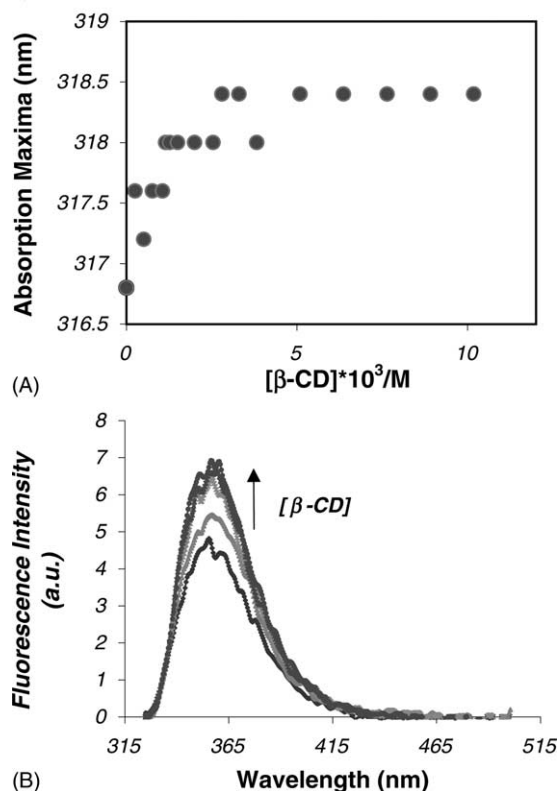 319
318.5
318
317.5
317
316.5
Absorption Maxima (nm)
0
5
10
[β-CD]*10³/M
(A)
8
7
6
5
4
3
2
1
0
Fluorescence Intensity
(a.u.)
[β-CD]
315
365
415
465
515
Wavelength (nm)
(B)